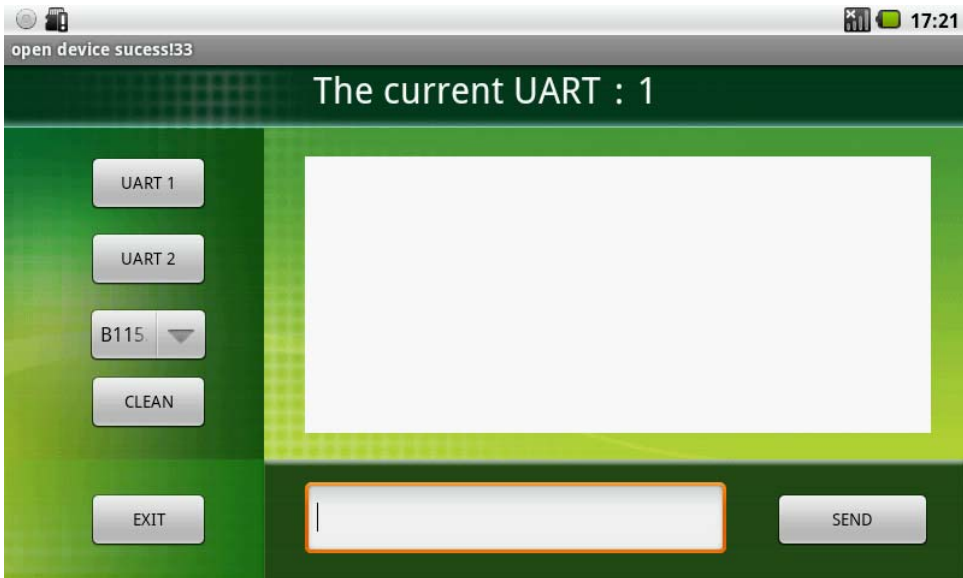 17:21
open device sucess!33
The current UART : 1
UART 1
UART 2
B115
CLEAN
EXIT
SEND